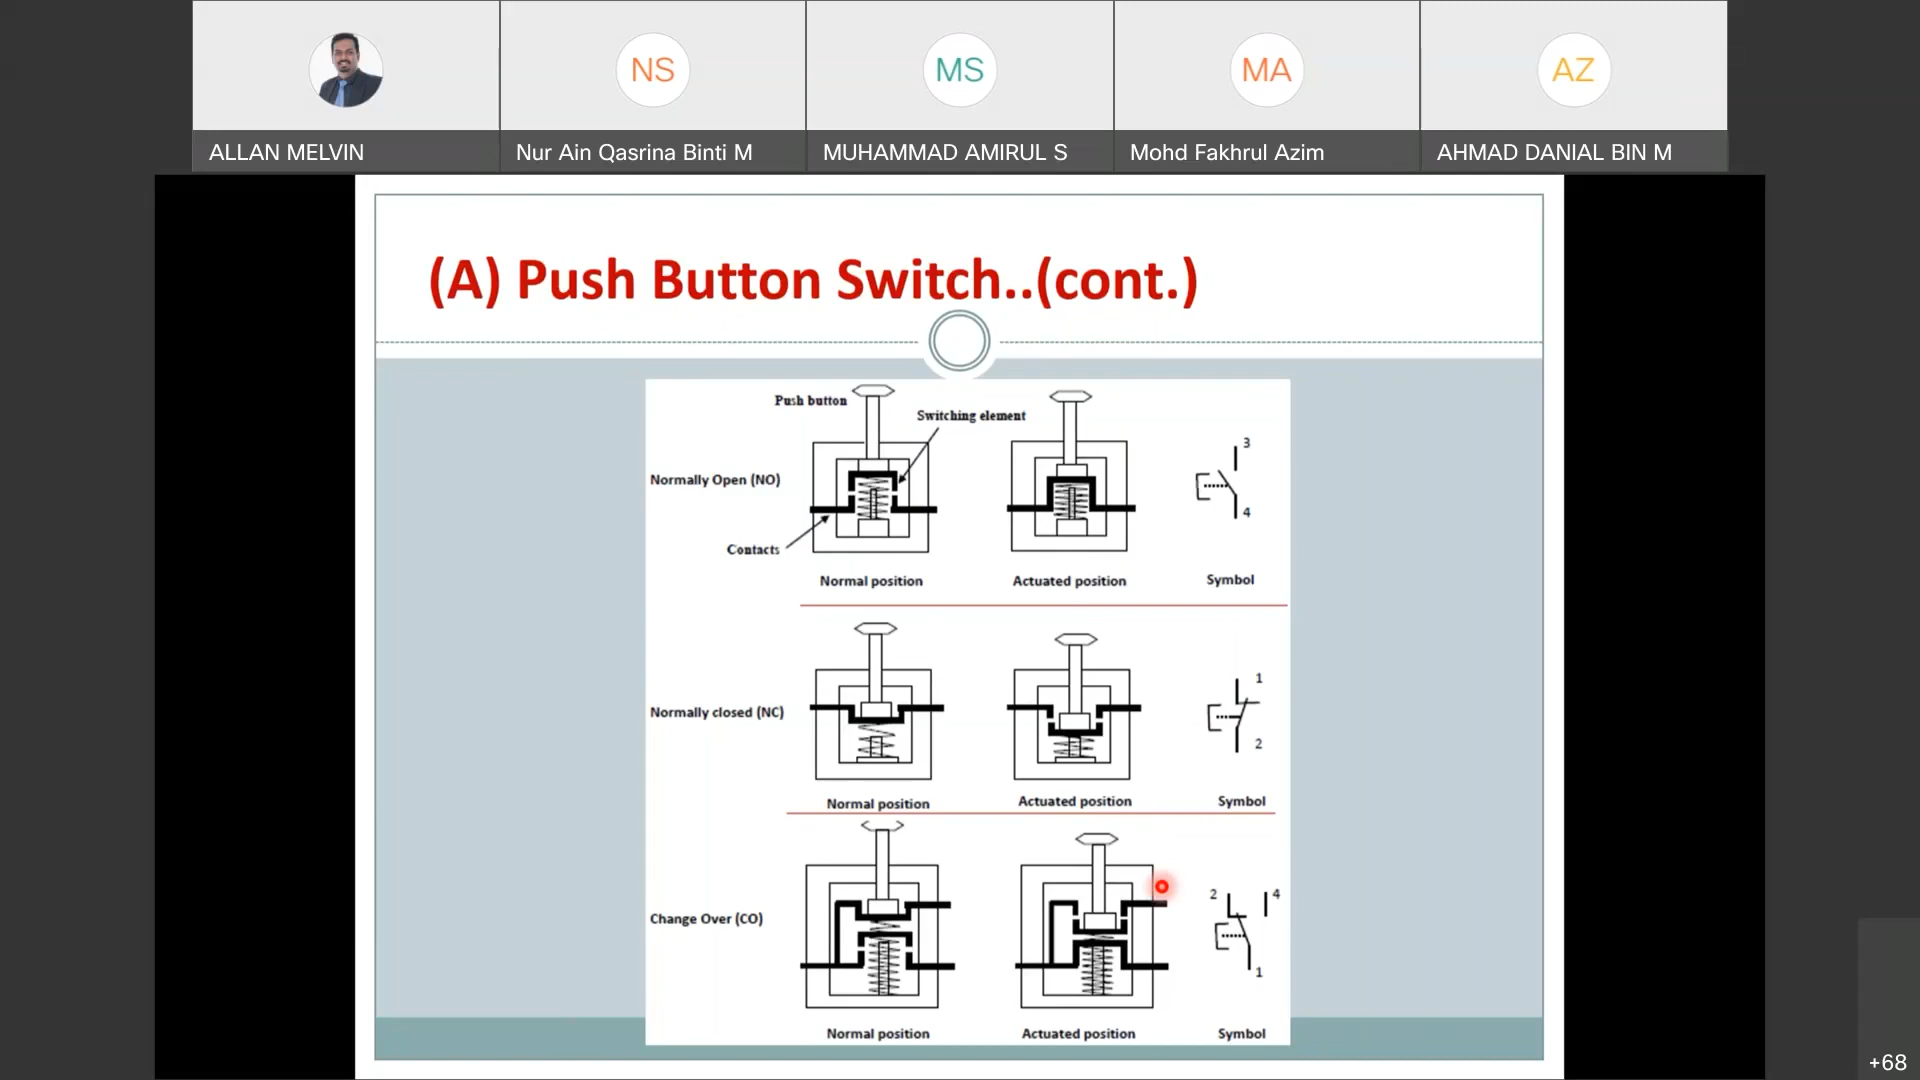 NS
MS
MA
AZ
ALLAN MELVIN
Nur Ain Qasrina Binti M
MUHAMMAD AMIRUL S
Mohd Fakhrul Azim
AHMAD DANIAL BIN M
(A) Push Button Switch..(cont.)
Push button
Switching element
Normally Open (NO)
Contacts
3
4
Normal position
Actuated position
Symbol
Normally closed (NC)
1
2
Normal position
Actuated position
Symbol
Change Over (CO)
2
4
1
Normal position
Actuated position
Symbol
+68